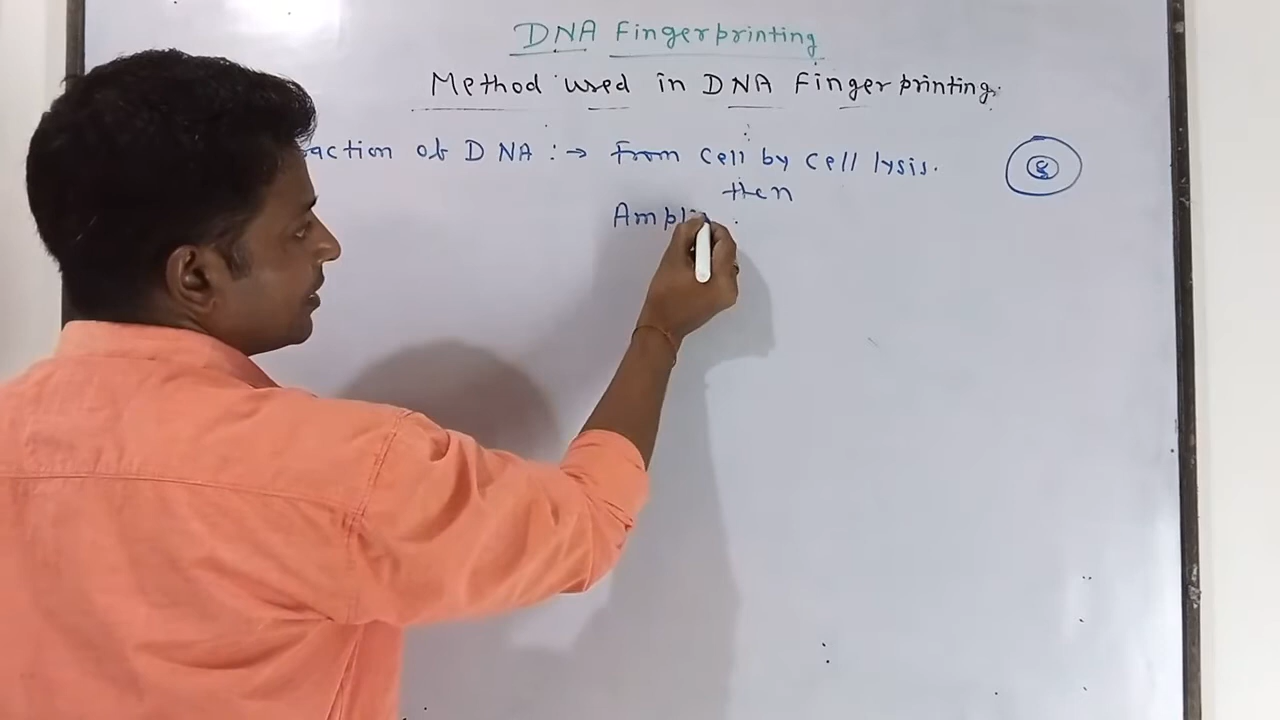 DNA Fingerprinting
Method used in DNA Fingerprinting
action of DNA :→ From cell by cell lysis.
then
Ampli